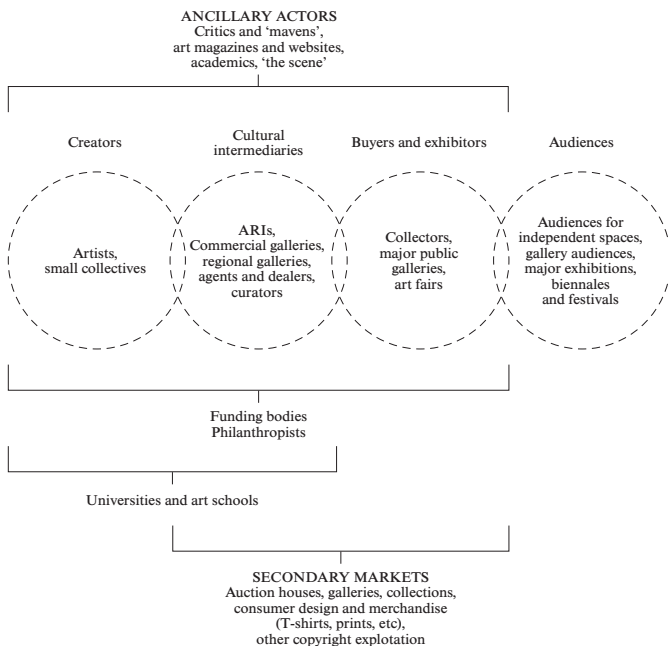 ANCILLARY ACTORS
Critics and ‘mavens’,
art magazines and websites,
academics, ‘the scene’
Creators
Cultural
intermediaries
Buyers and exhibitors
Audiences
Artists,
small collectives
ARIs,
Commercial galleries,
regional galleries,
agents and dealers,
curators
Collectors,
major public
galleries,
art fairs
Audiences for
independent spaces,
gallery audiences,
major exhibitions,
biennales
and festivals
Funding bodies
Philanthropists
Universities and art schools
SECONDARY MARKETS
Auction houses, galleries, collections,
consumer design and merchandise
(T-shirts, prints, etc),
other copyright explotation